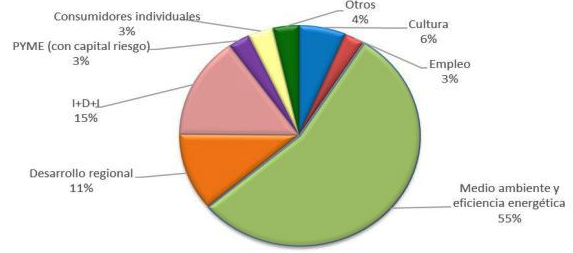 Otros
4%
Consumidores individuales
3%
Cultura
6%
PYME (con capital riesgo)
3%
Empleo
3%
I+D+I
15%
Desarrollo regional
11%
Medio ambiente y
eficiencia energética
55%